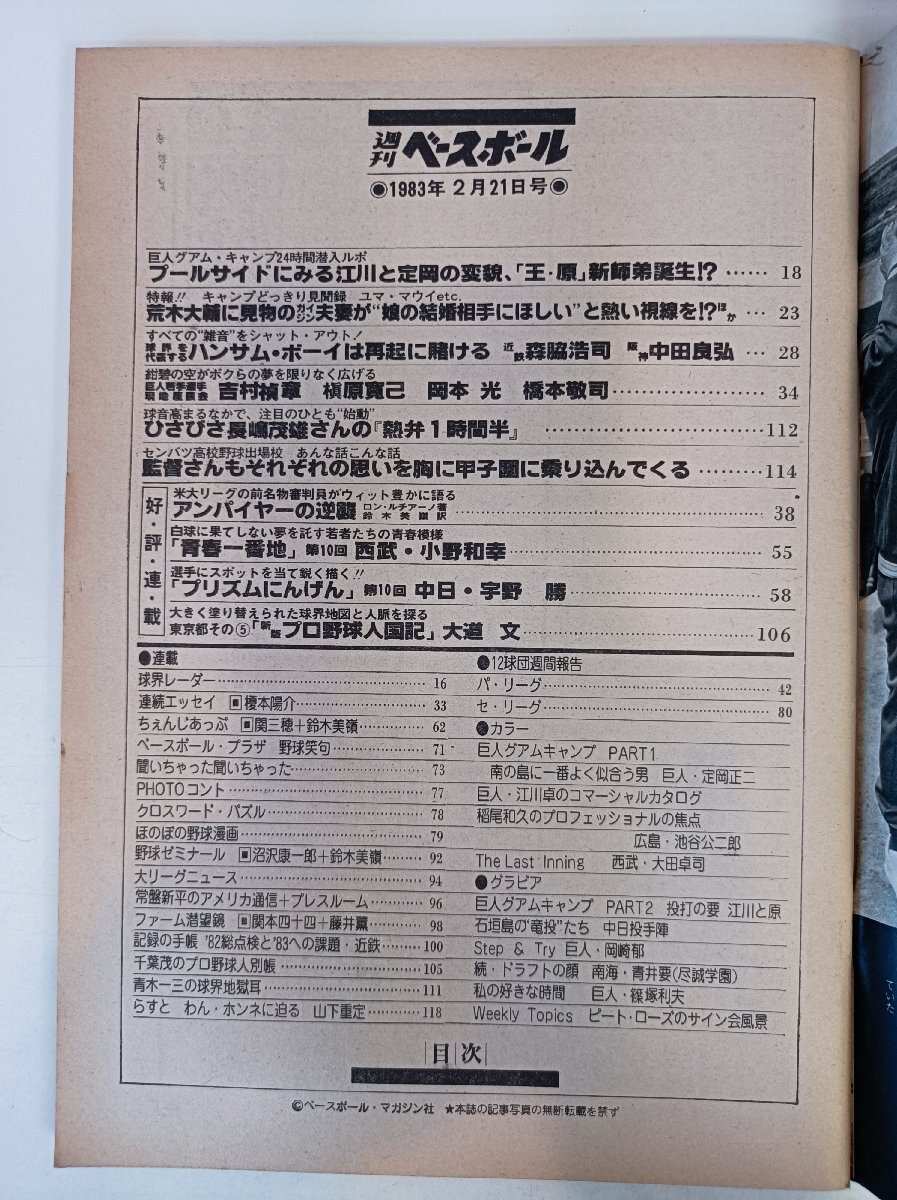 週刊ベースボール
◉1983年2月21日号◉
巨人グアム・キャンプ24時間潜入ルポ
プールサイドにみる江川と定岡の変貌、「王・原」新師弟誕生!?……18
特報!! キャンプどっきり見聞録 ユマ・マウイetc.
荒木大輔に見物のガイジン夫妻が“娘の結婚相手にほしい”と熱い視線を!?ほか…23
すべての“雑音”をシャット・アウト!
球界を代表するハンサム・ボーイは再起に賭ける 近鉄森脇浩司 阪神中田良弘…28
紺碧の空がボクらの夢を限りなく広げる
巨人若手選手現地座談会 吉村禎章 槇原寛己 岡本 光 橋本敬司……34
球音高まるなかで、注目のひとも“始動”
ひさびさ長嶋茂雄さんの『熱弁1時間半』……112
センバツ高校野球出場校 あんな話こんな話
監督さんもそれぞれの思いを胸に甲子園に乗り込んでくる………114
好・評・連・載
米大リーグの前名物審判員がウィット豊かに語る
アンパイヤーの逆襲 ロン・ルチアーノ著 鈴木美嶺訳……38
白球に果てしない夢を託す若者たちの青春模様
「青春一番地」第10回 西武・小野和幸……55
選手にスポットを当て鋭く描く!!
「プリズムにんげん」第10回 中日・宇野 勝……58
大きく塗り替えられた球界地図と人脈を探る
東京都その⑤「新版プロ野球人国記」大道 文……106
●連載
球界レーダー……16
連続エッセイ ▣榎本陽介……33
ちぇんじあっぷ ▣関三穂+鈴木美嶺……62
ベースボール・プラザ 野球笑句……71
聞いちゃった聞いちゃった……73
PHOTOコント……77
クロスワード・パズル……78
ほのぼの野球漫画……79
野球ゼミナール ▣沼沢康一郎+鈴木美嶺……92
大リーグニュース……94
常盤新平のアメリカ通信+プレスルーム……96
ファーム潜望鏡 ▣関本四十四+藤井薫……98
記録の手帳 '82総点検と'83への課題・近鉄……100
千葉茂のプロ野球人別帳……105
青木一三の球界地獄耳……111
らすと わん・ホンネに迫る 山下重定……118
●12球団週間報告
パ・リーグ……42
セ・リーグ……80
●カラー
巨人グアムキャンプ PART1
南の島に一番よく似合う男 巨人・定岡正二
巨人・江川卓のコマーシャルカタログ
稲尾和久のプロフェッショナルの焦点
広島・池谷公二郎
The Last Inning 西武・大田卓司
●グラビア
巨人グアムキャンプ PART2 投打の要 江川と原
石垣島の“竜投”たち 中日投手陣
Step & Try 巨人・岡崎郁
続・ドラフトの顔 南海・青井要(尽誠学園)
私の好きな時間 巨人・篠塚利夫
Weekly Topics ピート・ローズのサイン会風景
目次
©ベースボール・マガジン社 ★本誌の記事写真の無断転載を禁ず
ていた